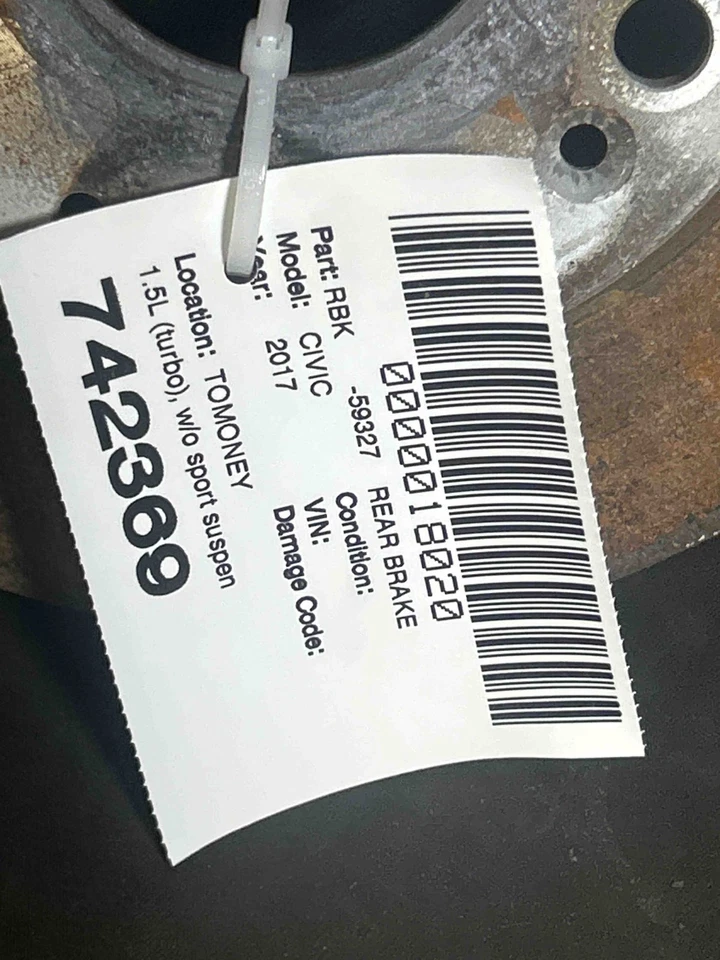 0000018020
Part: RBK -59327 REAR BRAKE
Model: CIVIC Condition:
Year: 2017 VIN:
Damage Code:
Location: TOMONEY
1.5L (turbo), w/o sport suspen
742369